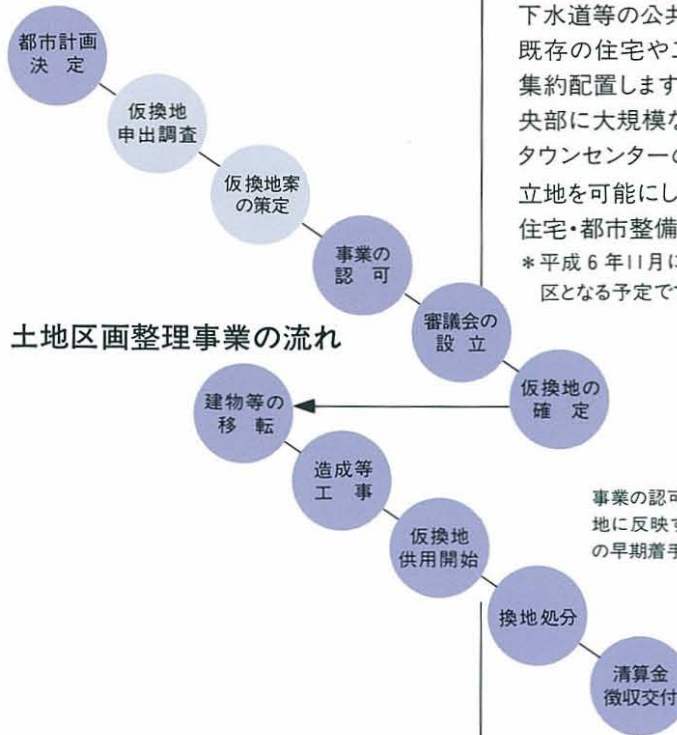 都市計画
決 定
仮換地
申出調査
仮換地案
の策定
事業の
認 可
審議会の
設 立
仮換地の
確 定
土地区画整理事業の流れ
建物等の
移 転
造成等
工 事
仮換地
供用開始
換地処分
清算金
徴収交付
下水道等の公共
既存の住宅や
集約配置します
央部に大規模な
タウンセンターの
立地を可能にし
住宅・都市整備
*平成6年11月に
区となる予定です
事業の認可
地に反映す
の早期着手